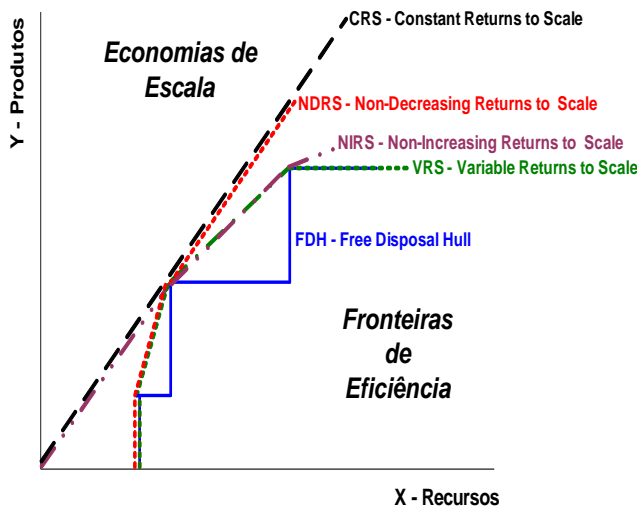 CRS - Constant Returns to Scale
Economias de
Escala
NDRS - Non-Decreasing Returns to Scale
NIRS - Non-Increasing Returns to Scale
VRS - Variable Returns to Scale
Y - Produtos
FDH - Free Disposal Hull
Fronteiras
de
Eficiência
X - Recursos